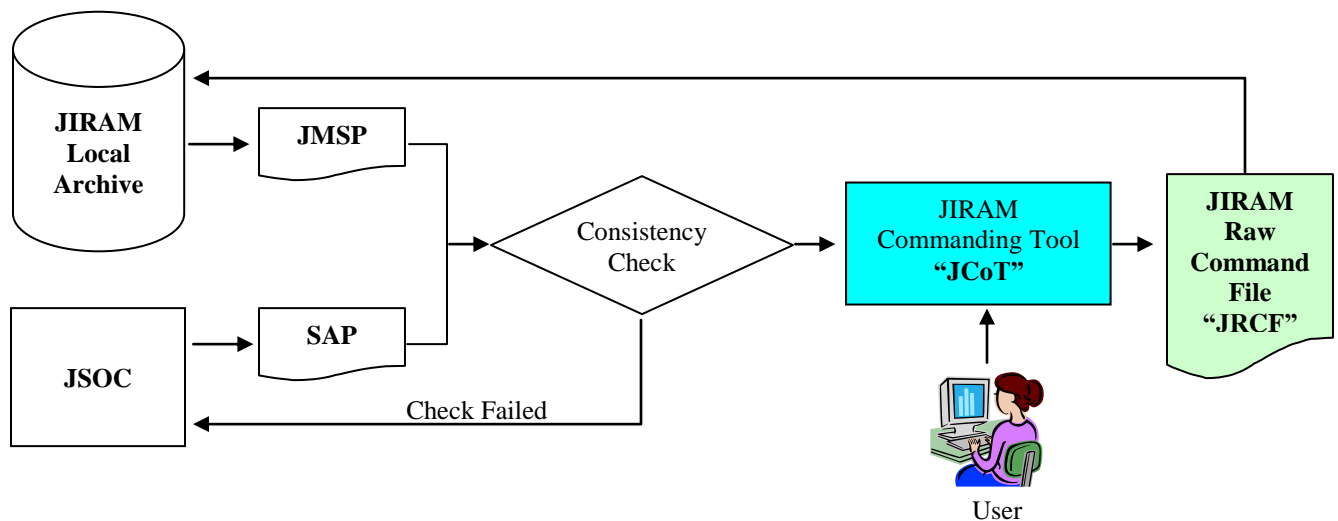 JIRAM
Local
Archive
JMSP
JSOC
SAP
Consistency
Check
Check Failed
JIRAM
Commanding Tool
“JCoT”
User
JIRAM
Raw
Command
File
“JRCF”